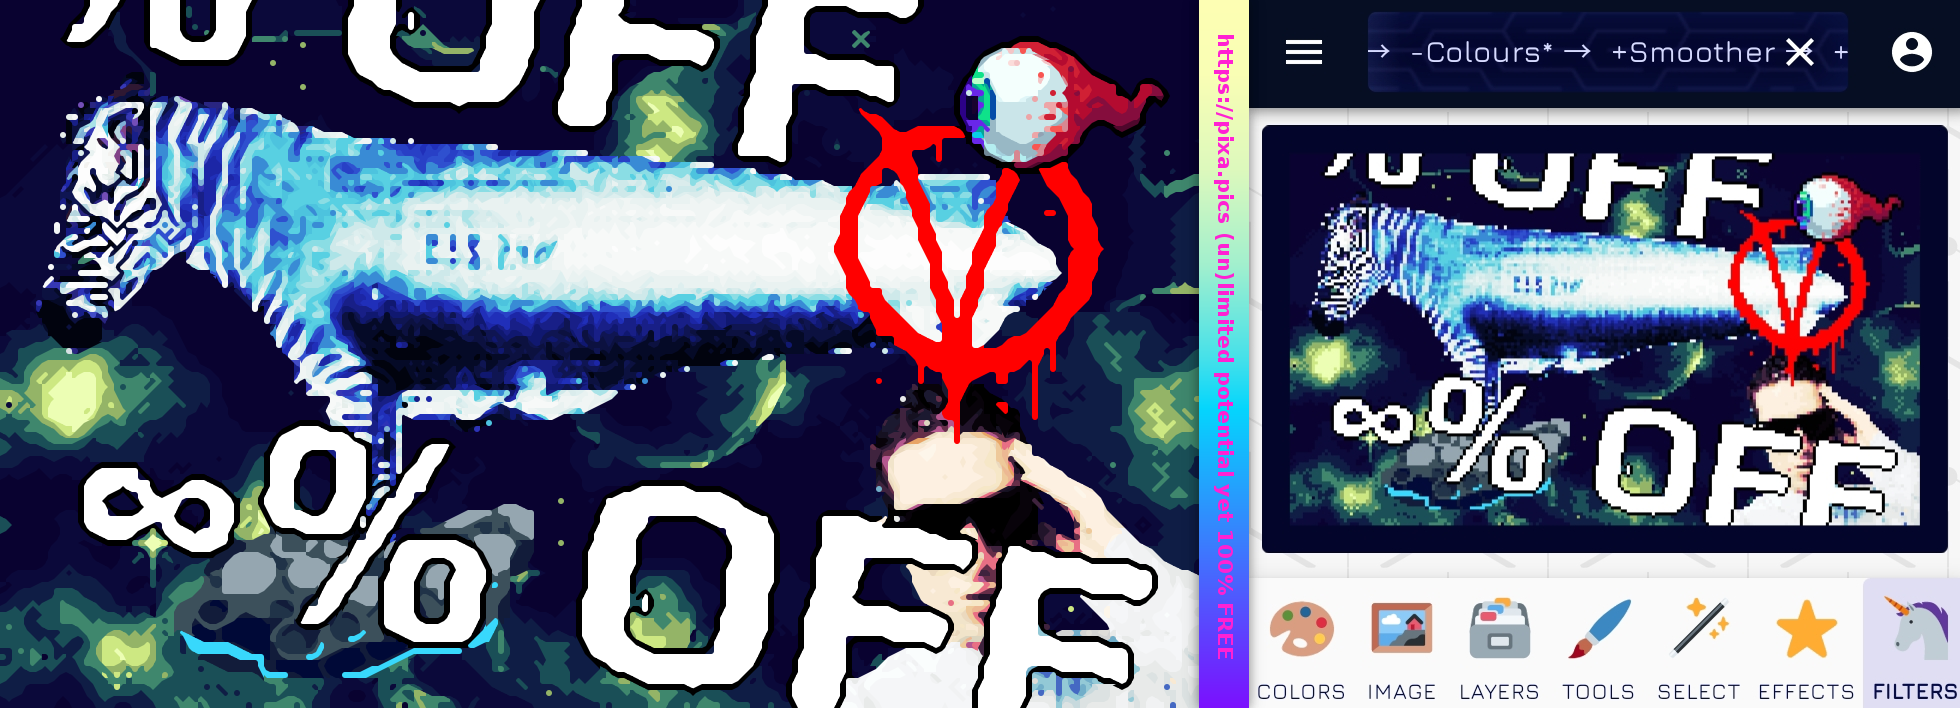 % OFF
∞% OFF
https://pixa.pics (un)limited potential yet 100% FREE
→ -Colours* → +Smoother → +
% OFF
∞% OFF
COLORS IMAGE LAYERS TOOLS SELECT EFFECTS FILTERS